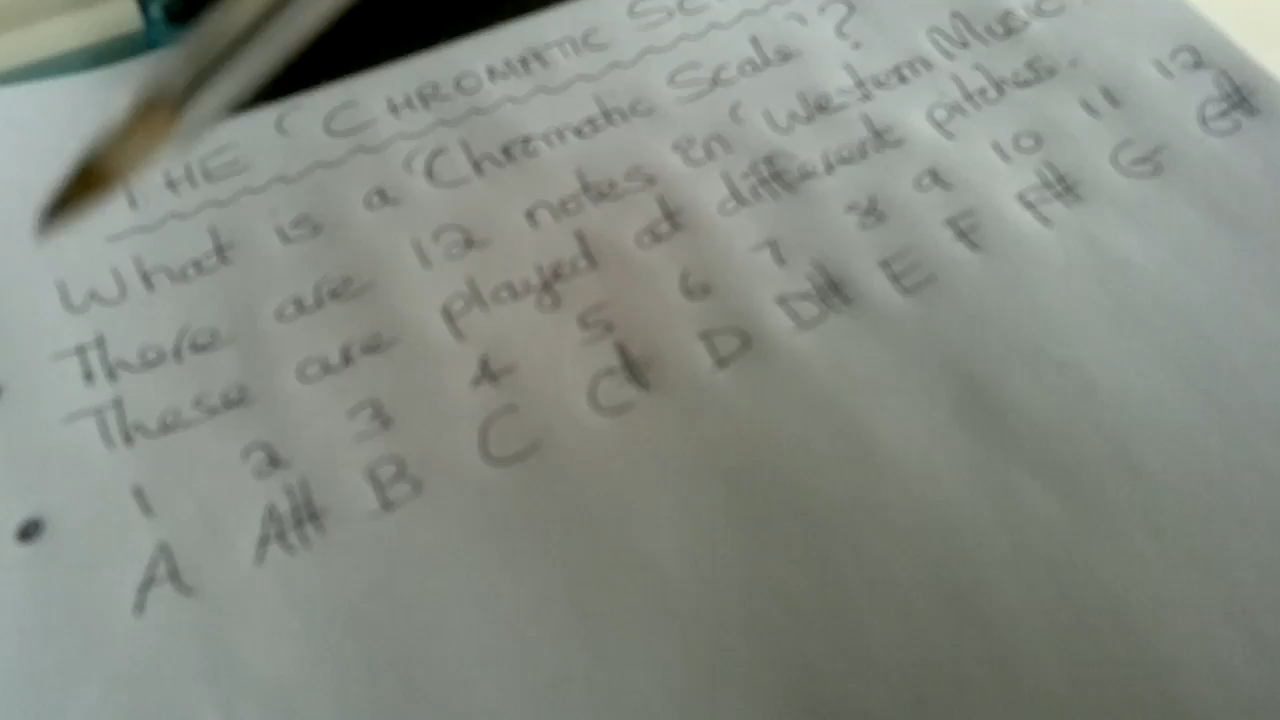 THE 'CHROMATIC
What is a 'Chromatic Scale'?
There are 12 notes in 'Western Music'.
These are played at different pitches.
1 2 3 4 5 6 7 8 9 10 11 12
A A# B C C# D D# E F F# G G#